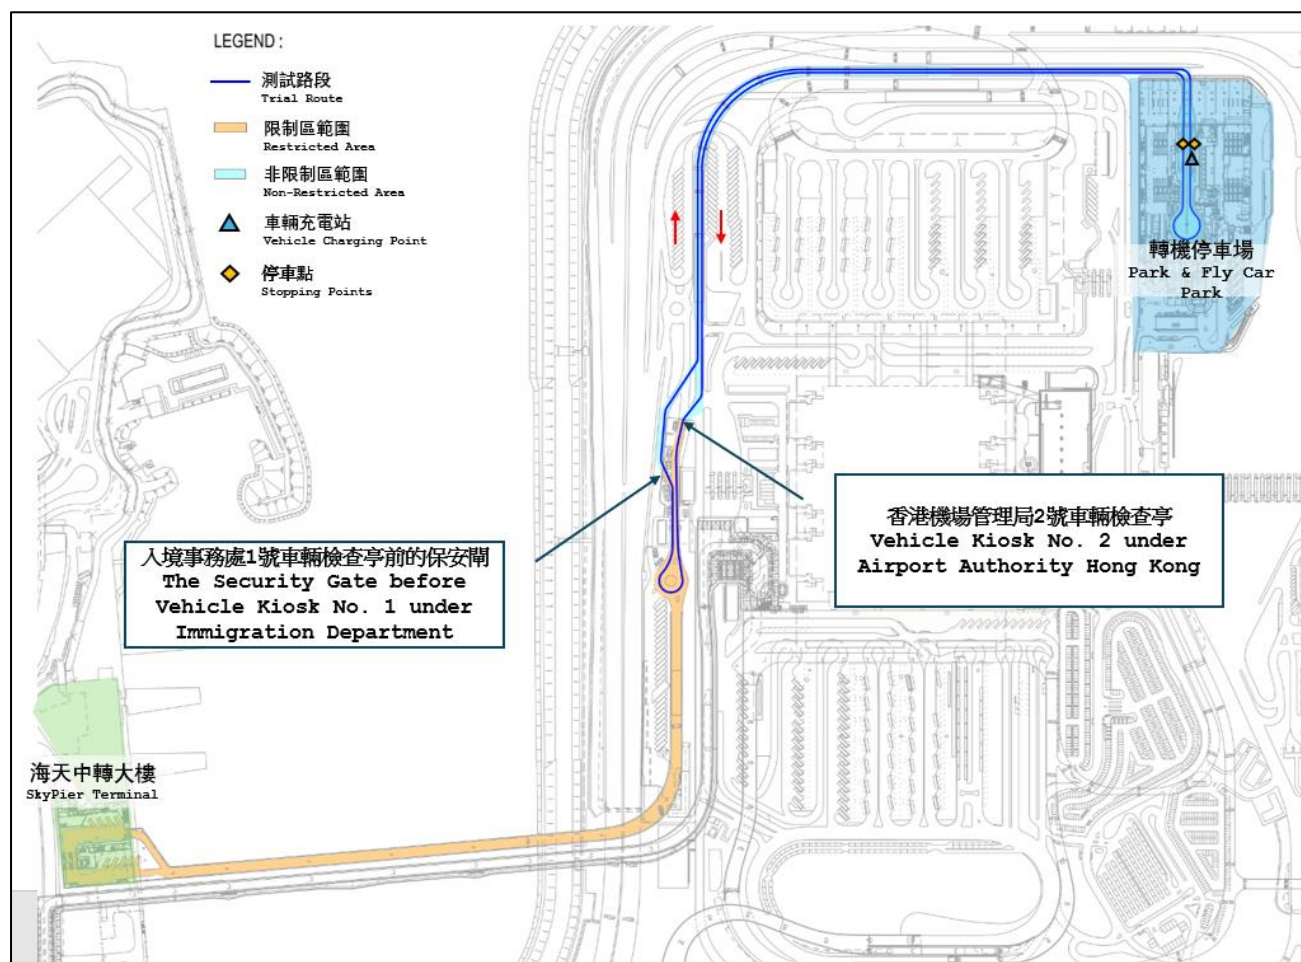 LEGEND :
測試路段
Trial Route
限制區範圍
Restricted Area
非限制區範圍
Non-Restricted Area
車輛充電站
Vehicle Charging Point
停車點
Stopping Points
轉機停車場
Park & Fly Car
Park
入境事務處1號車輛檢查亭前的保安閘
The Security Gate before
Vehicle Kiosk No. 1 under
Immigration Department
香港機場管理局2號車輛檢查亭
Vehicle Kiosk No. 2 under
Airport Authority Hong Kong
海天中轉大樓
SkyPier Terminal